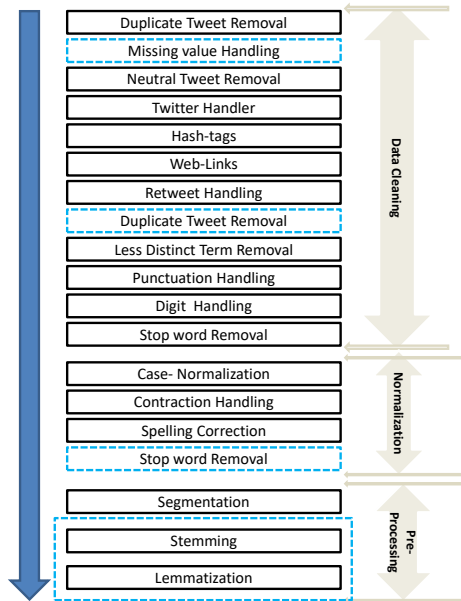 Duplicate Tweet Removal
Missing value Handling
Neutral Tweet Removal
Twitter Handler
Hash-tags
Web-Links
Retweet Handling
Duplicate Tweet Removal
Less Distinct Term Removal
Punctuation Handling
Digit Handling
Stop word Removal
Data Cleaning
Case- Normalization
Contraction Handling
Spelling Correction
Stop word Removal
Normalization
Segmentation
Stemming
Lemmatization
Pre-
Processing